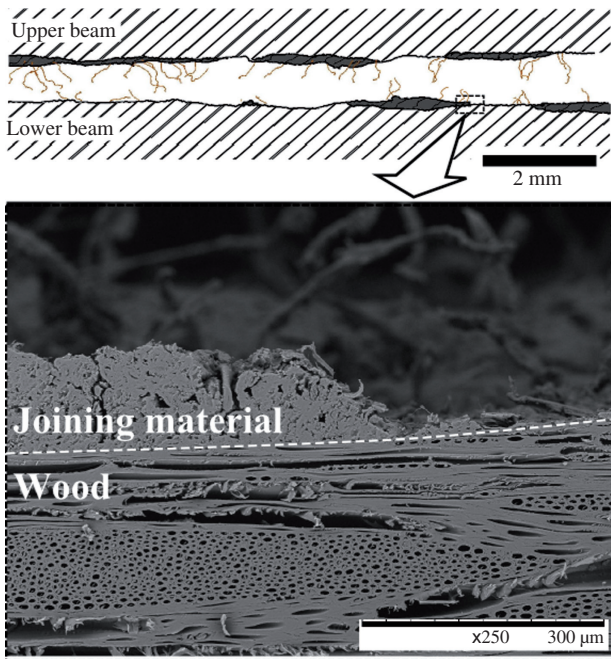 Upper beam
Lower beam
2 mm
Joining material
Wood
x250 300 µm